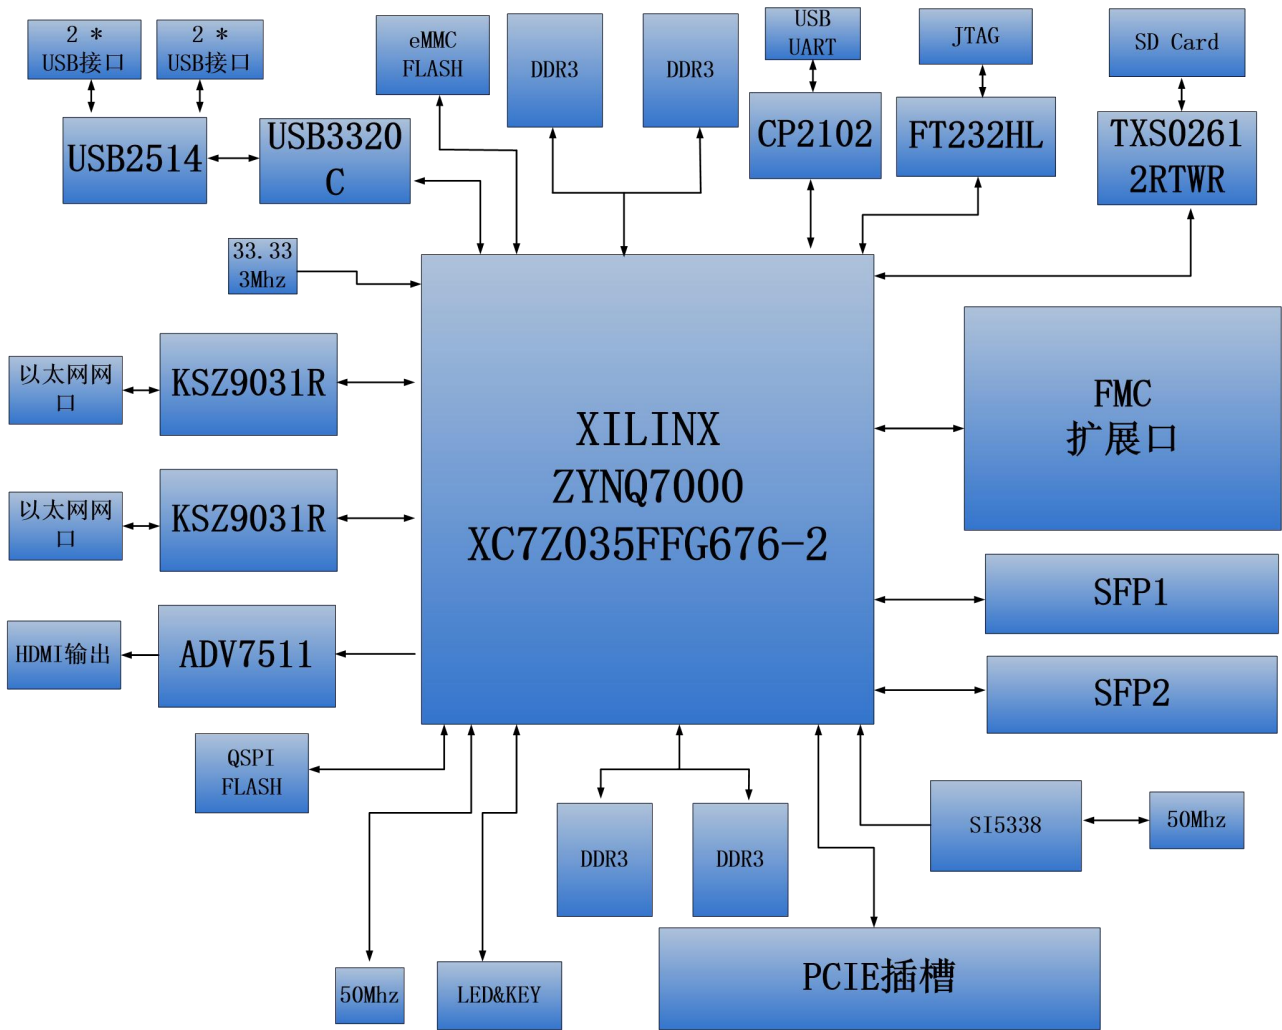 2 *
USB接口
2 *
USB接口
eMMC
FLASH
DDR3
DDR3
USB
UART
JTAG
SD Card
USB2514
USB3320
C
CP2102
FT232HL
TXS0261
2RTWR
33.33
3Mhz
以太网网
口
KSZ9031R
以太网网
口
KSZ9031R
HDMI输出
ADV7511
XILINX
ZYNQ7000
XC7Z035FFG676-2
FMC
扩展口
SFP1
SFP2
QSPI
FLASH
DDR3
DDR3
SI5338
50Mhz
50Mhz
LED&KEY
PCIE插槽